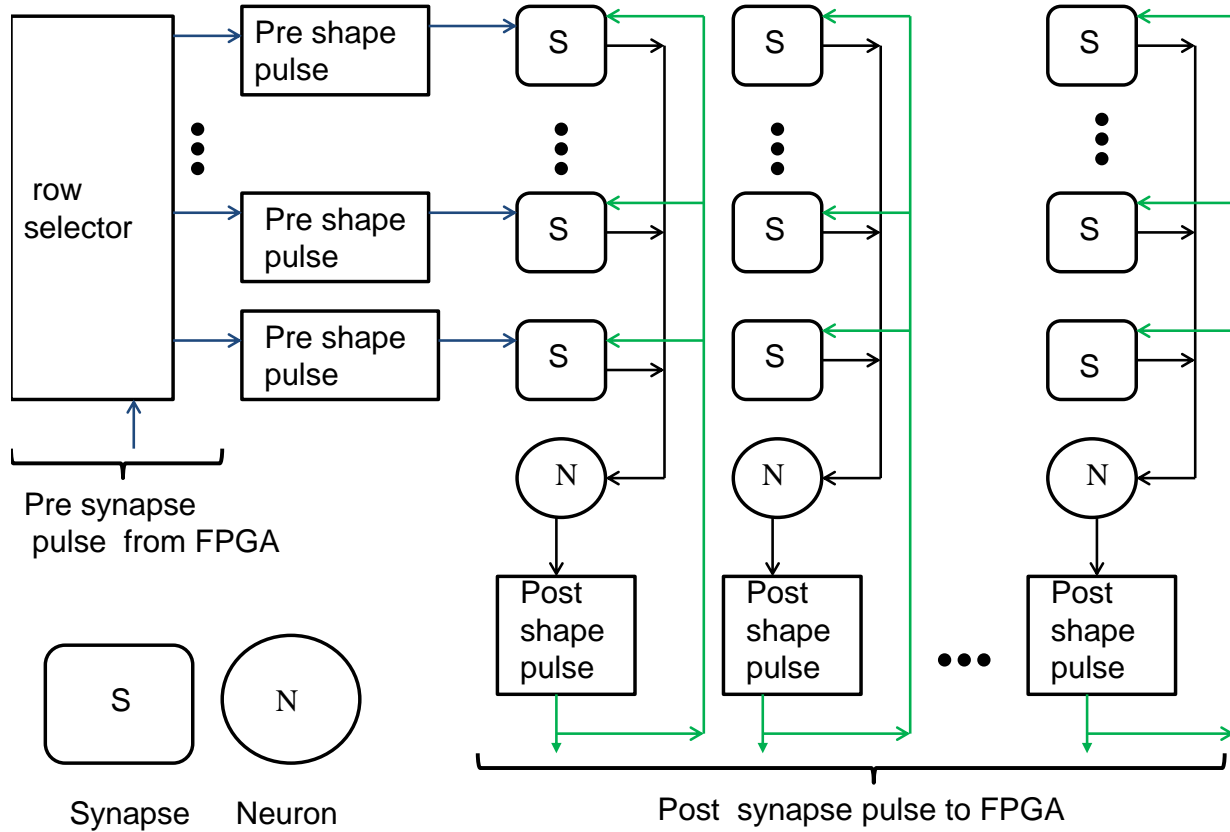 Pre shape
pulse
S
S
S
row
selector
Pre shape
pulse
S
S
S
Pre shape
pulse
S
S
S
N
N
N
Pre synapse
pulse from FPGA
Post
shape
pulse
Post
shape
pulse
Post
shape
pulse
S
N
Synapse
Neuron
Post synapse pulse to FPGA